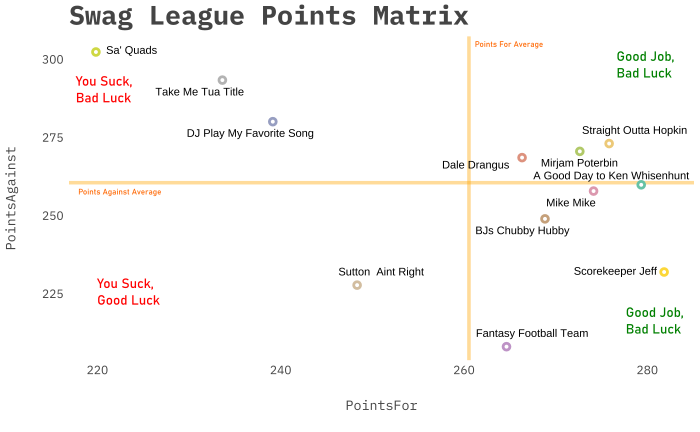 Swag League Points Matrix
Points For Average
Sa' Quads
Good Job,
Bad Luck
300
You Suck,
Bad Luck
Take Me Tua Title
DJ Play My Favorite Song
Straight Outta Hopkin
275
Dale Drangus
Mirjam Poterbin
A Good Day to Ken Whisenhunt
Points Against Average
Mike Mike
PointsAgainst
250
BJs Chubby Hubby
Sutton  Aint Right
Scorekeeper Jeff
You Suck,
Good Luck
225
Good Job,
Bad Luck
Fantasy Football Team
220
240
260
280
PointsFor